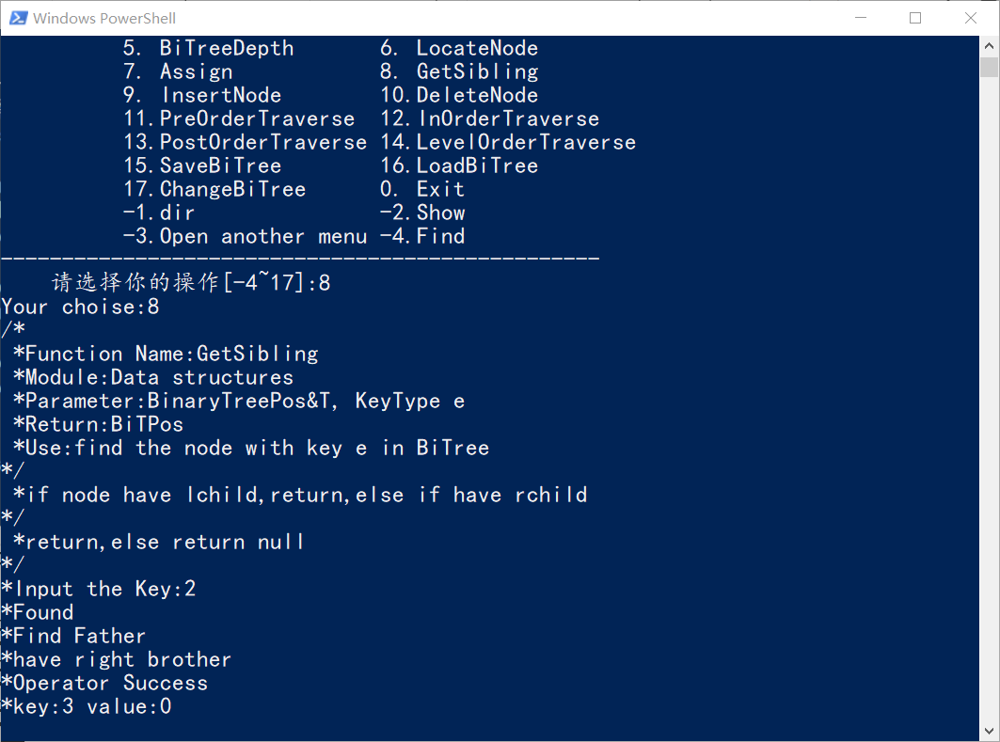 Windows PowerShell
5. BiTreeDepth 6. LocateNode
7. Assign 8. GetSibling
9. InsertNode 10.DeleteNode
11.PreOrderTraverse 12.InOrderTraverse
13.PostOrderTraverse 14.LevelOrderTraverse
15.SaveBiTree 16.LoadBiTree
17.ChangeBiTree 0. Exit
-1.dir -2.Show
-3.Open another menu -4.Find
-------------------------------------------------
请选择你的操作[-4~17]:8
Your choise:8
/*
*Function Name:GetSibling
*Module:Data structures
*Parameter:BinaryTreePos&T, KeyType e
*Return:BiTPos
*Use:find the node with key e in BiTree
*/
*if node have lchild,return,else if have rchild
*/
*return,else return null
*/
*Input the Key:2
*Found
*Find Father
*have right brother
*Operator Success
*key:3 value:0